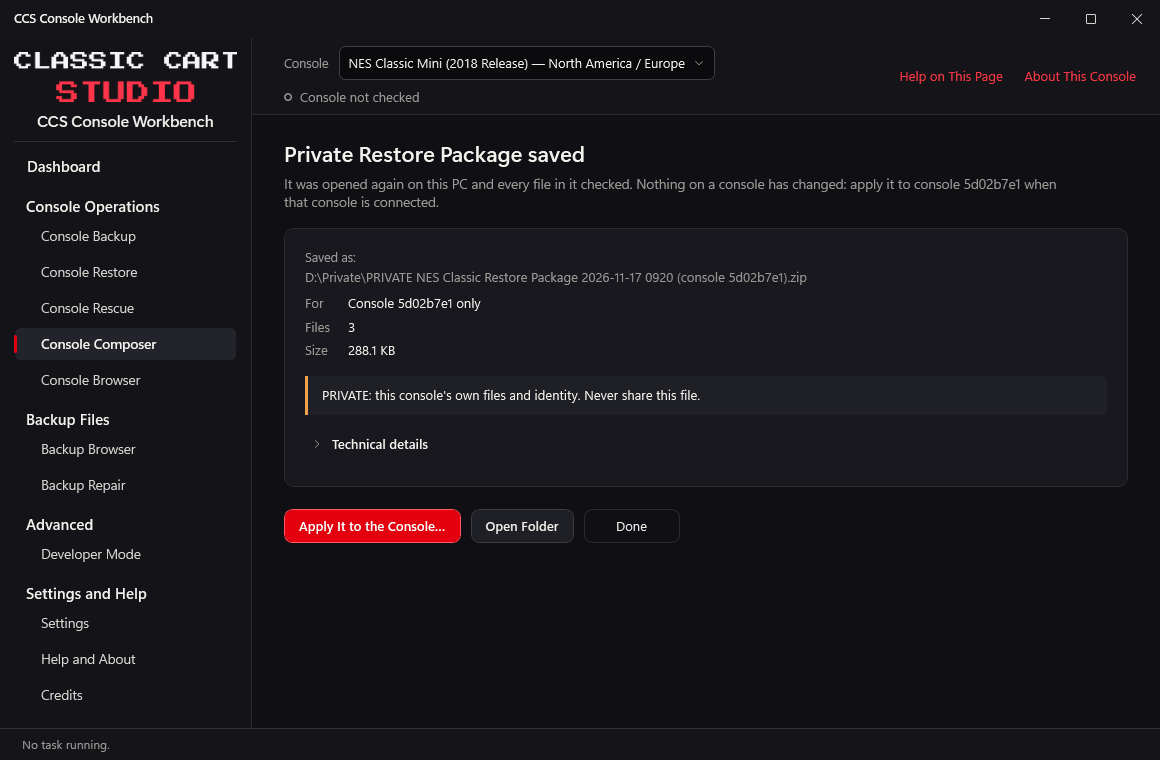 CCS Console Workbench
CLASSIC CART
STUDIO
CCS Console Workbench
Dashboard
Console Operations
Console Backup
Console Restore
Console Rescue
Console Composer
Console Browser
Backup Files
Backup Browser
Backup Repair
Advanced
Developer Mode
Settings and Help
Settings
Help and About
Credits
Console
NES Classic Mini (2018 Release) — North America / Europe
Console not checked
Help on This Page
About This Console
Private Restore Package saved
It was opened again on this PC and every file in it checked. Nothing on a console has changed: apply it to console 5d02b7e1 when
that console is connected.
Saved as:
D:\Private\PRIVATE NES Classic Restore Package 2026-11-17 0920 (console 5d02b7e1).zip
For Console 5d02b7e1 only
Files 3
Size 288.1 KB
PRIVATE: this console's own files and identity. Never share this file.
Technical details
Apply It to the Console...
Open Folder
Done
No task running.